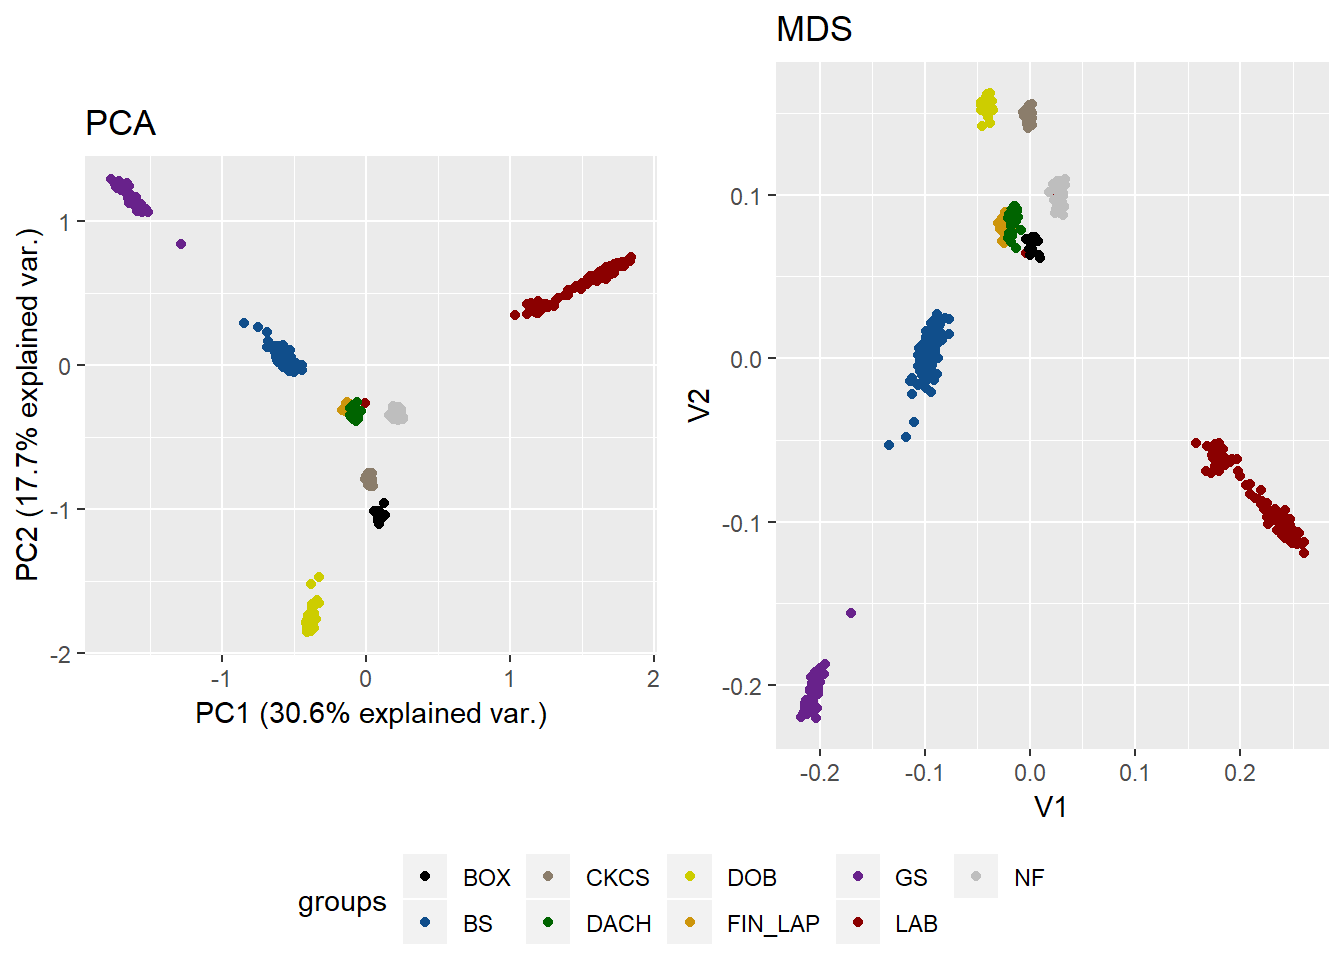 PCA
1
0
-1
-2
PC2 (17.7% explained var.)
-1
0
1
2
PC1 (30.6% explained var.)
MDS
0.1
0.0
-0.1
-0.2
V2
-0.2
-0.1
0.0
0.1
0.2
V1
groups
BOX
CKCS
DOB
GS
NF
BS
DACH
FIN_LAP
LAB